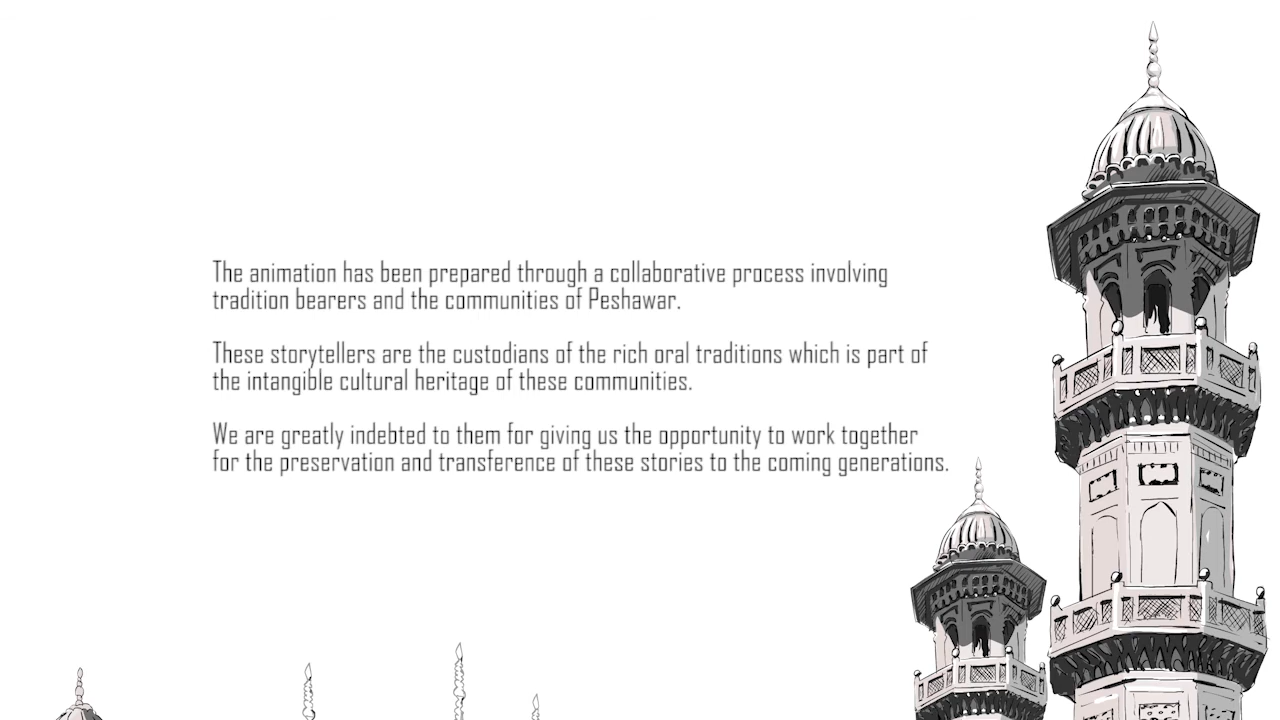 The animation has been prepared through a collaborative process involving
tradition bearers and the communities of Peshawar.
These storytellers are the custodians of the rich oral traditions which is part of
the intangible cultural heritage of these communities.
We are greatly indebted to them for giving us the opportunity to work together
for the preservation and transference of these stories to the coming generations.